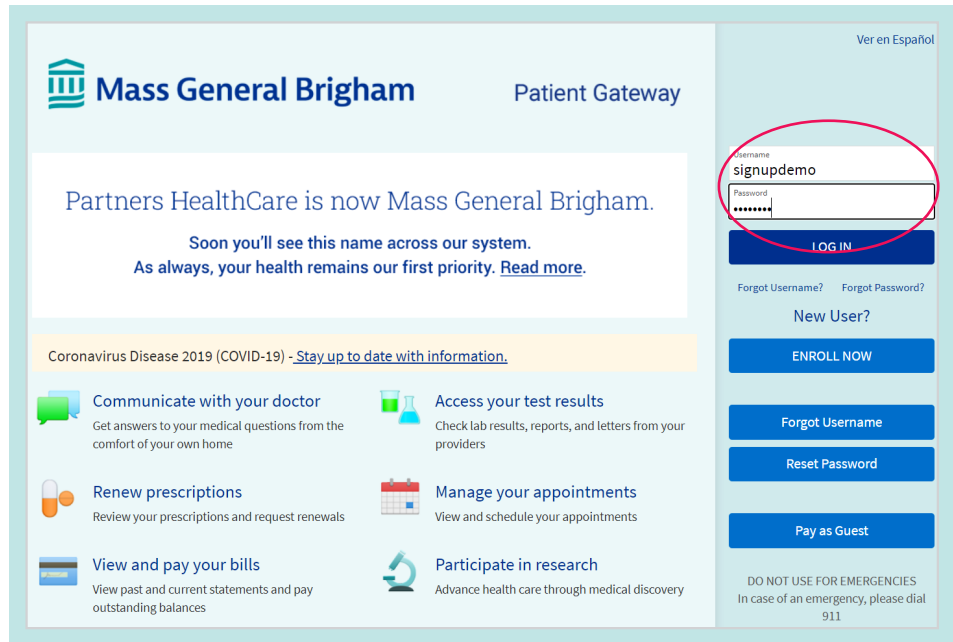 Ver en Español
Mass General Brigham
Patient Gateway
Username
signupdemo
Password
••••••••
LOG IN
Forgot Username? Forgot Password?
New User?
ENROLL NOW
Forgot Username
Reset Password
Pay as Guest
DO NOT USE FOR EMERGENCIES
In case of an emergency, please dial
911
Partners HealthCare is now Mass General Brigham.
Soon you'll see this name across our system.
As always, your health remains our first priority. Read more.
Coronavirus Disease 2019 (COVID-19) - Stay up to date with information.
Communicate with your doctor
Get answers to your medical questions from the
comfort of your own home
Access your test results
Check lab results, reports, and letters from your
providers
Renew prescriptions
Review your prescriptions and request renewals
Manage your appointments
View and schedule your appointments
View and pay your bills
View past and current statements and pay
outstanding balances
Participate in research
Advance health care through medical discovery